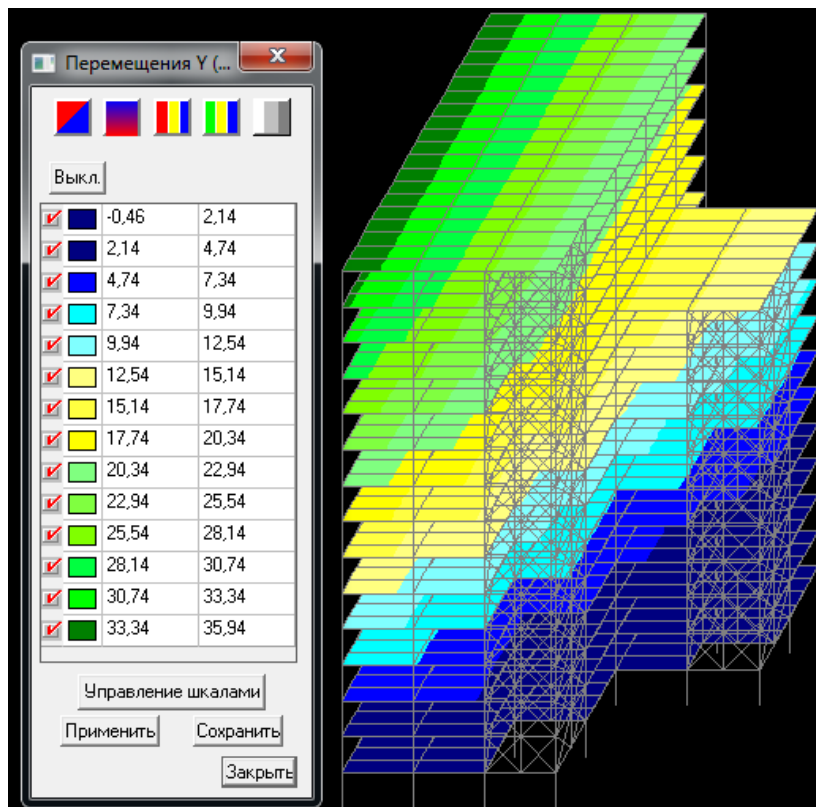 Перемещения Y (...
Выкл.
-0,46 2,14
2,14 4,74
4,74 7,34
7,34 9,94
9,94 12,54
12,54 15,14
15,14 17,74
17,74 20,34
20,34 22,94
22,94 25,54
25,54 28,14
28,14 30,74
30,74 33,34
33,34 35,94
Управление шкалами
Применить Сохранить
Закрыть